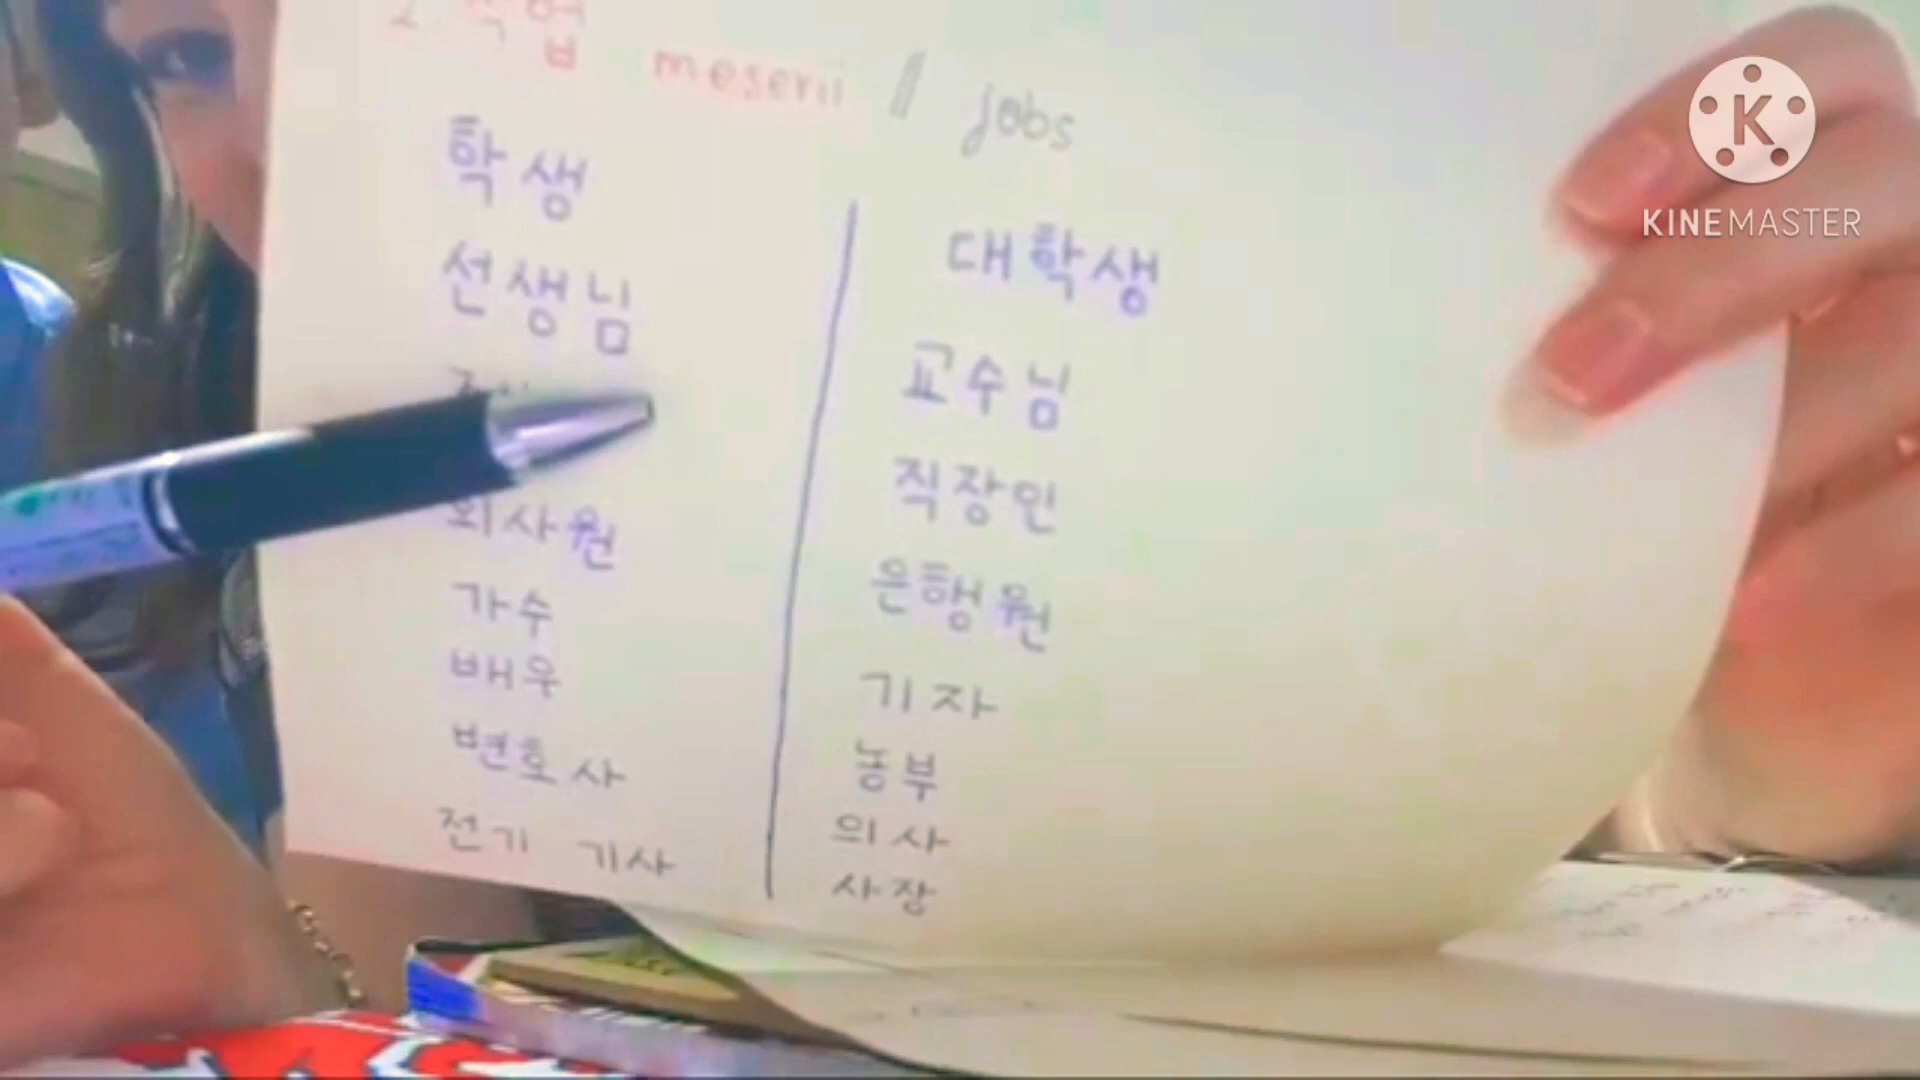 2 직업 meserii // jobs
학생
선생님
회사원
가수
배우
변호사
전기 기사
대학생
교수님
직장인
은행원
기자
농부
의사
사장
K
KINEMASTER